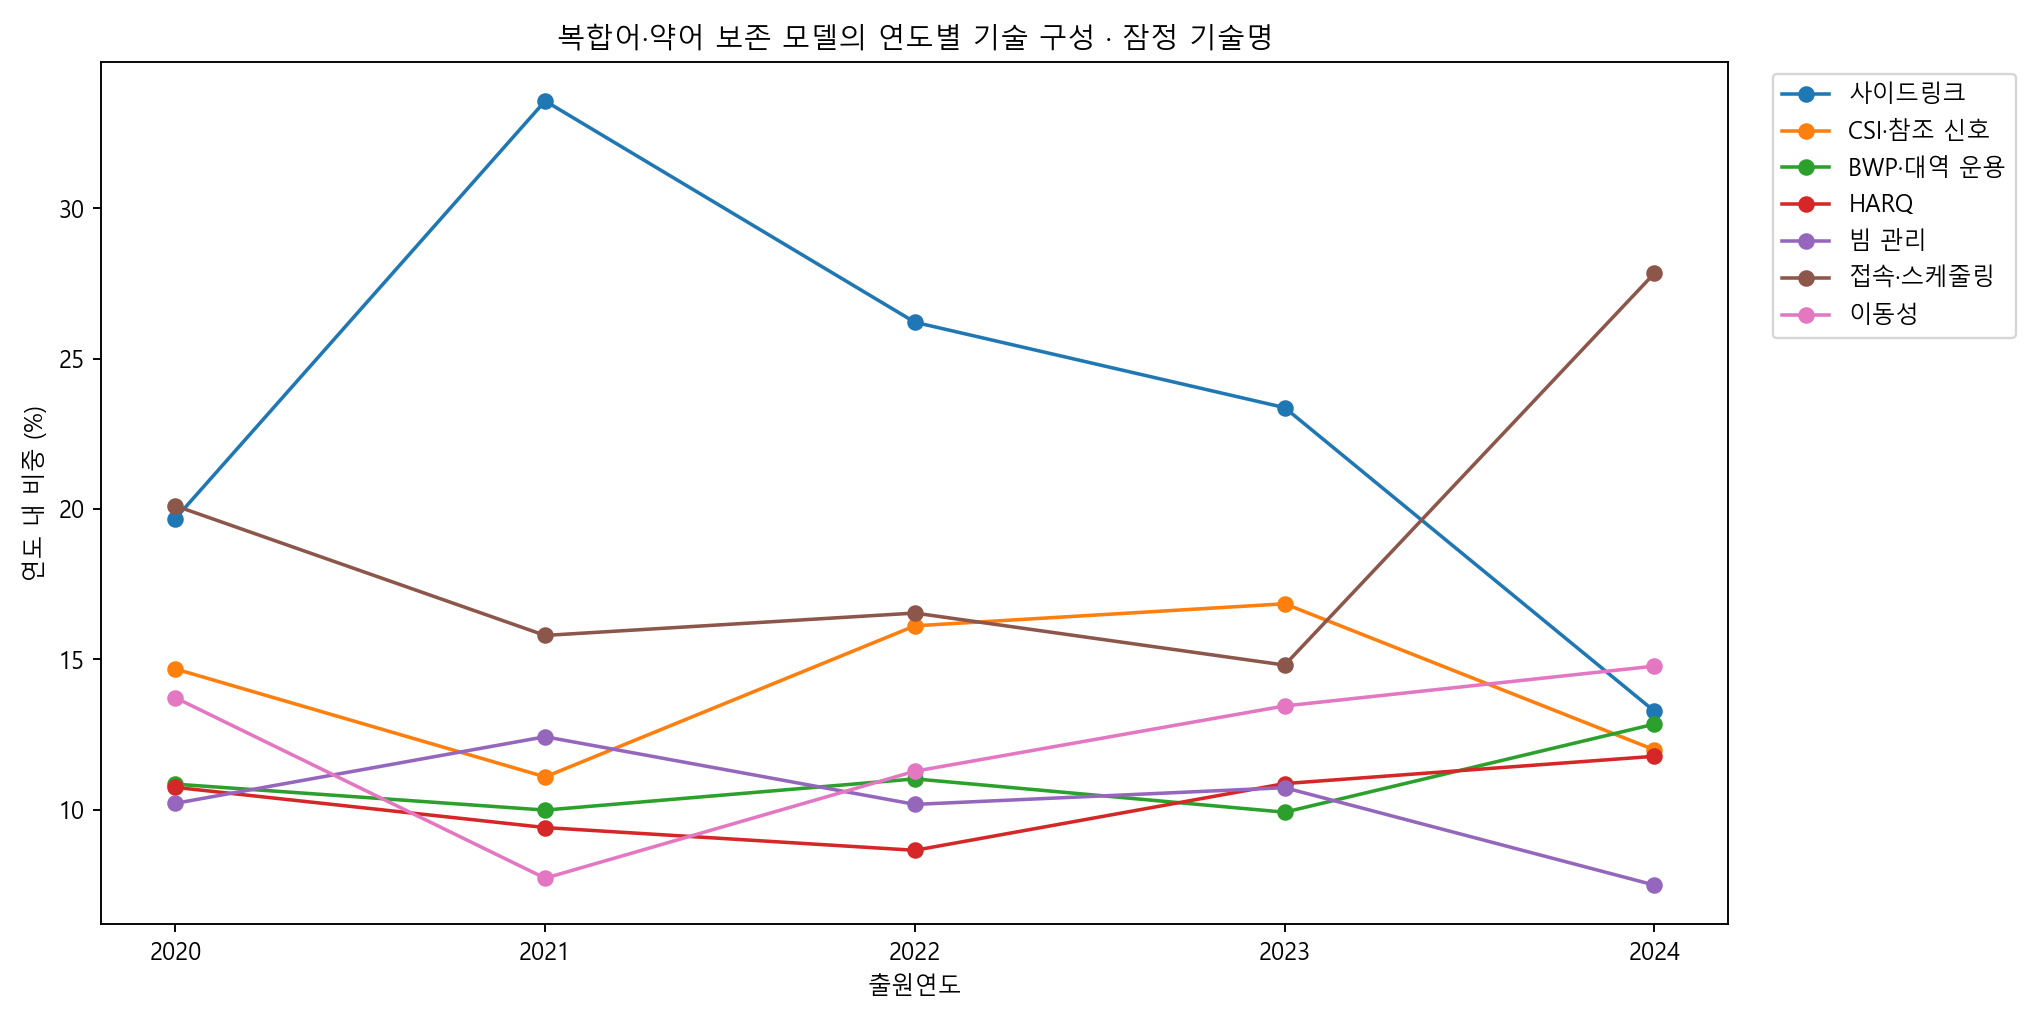 복합어·약어 보존 모델의 연도별 기술 구성 · 잠정 기술명
연도 내 비중 (%)
30
25
20
15
10
2020
2021
2022
2023
2024
출원연도
사이드링크
CSI·참조 신호
BWP·대역 운용
HARQ
빔 관리
접속·스케줄링
이동성